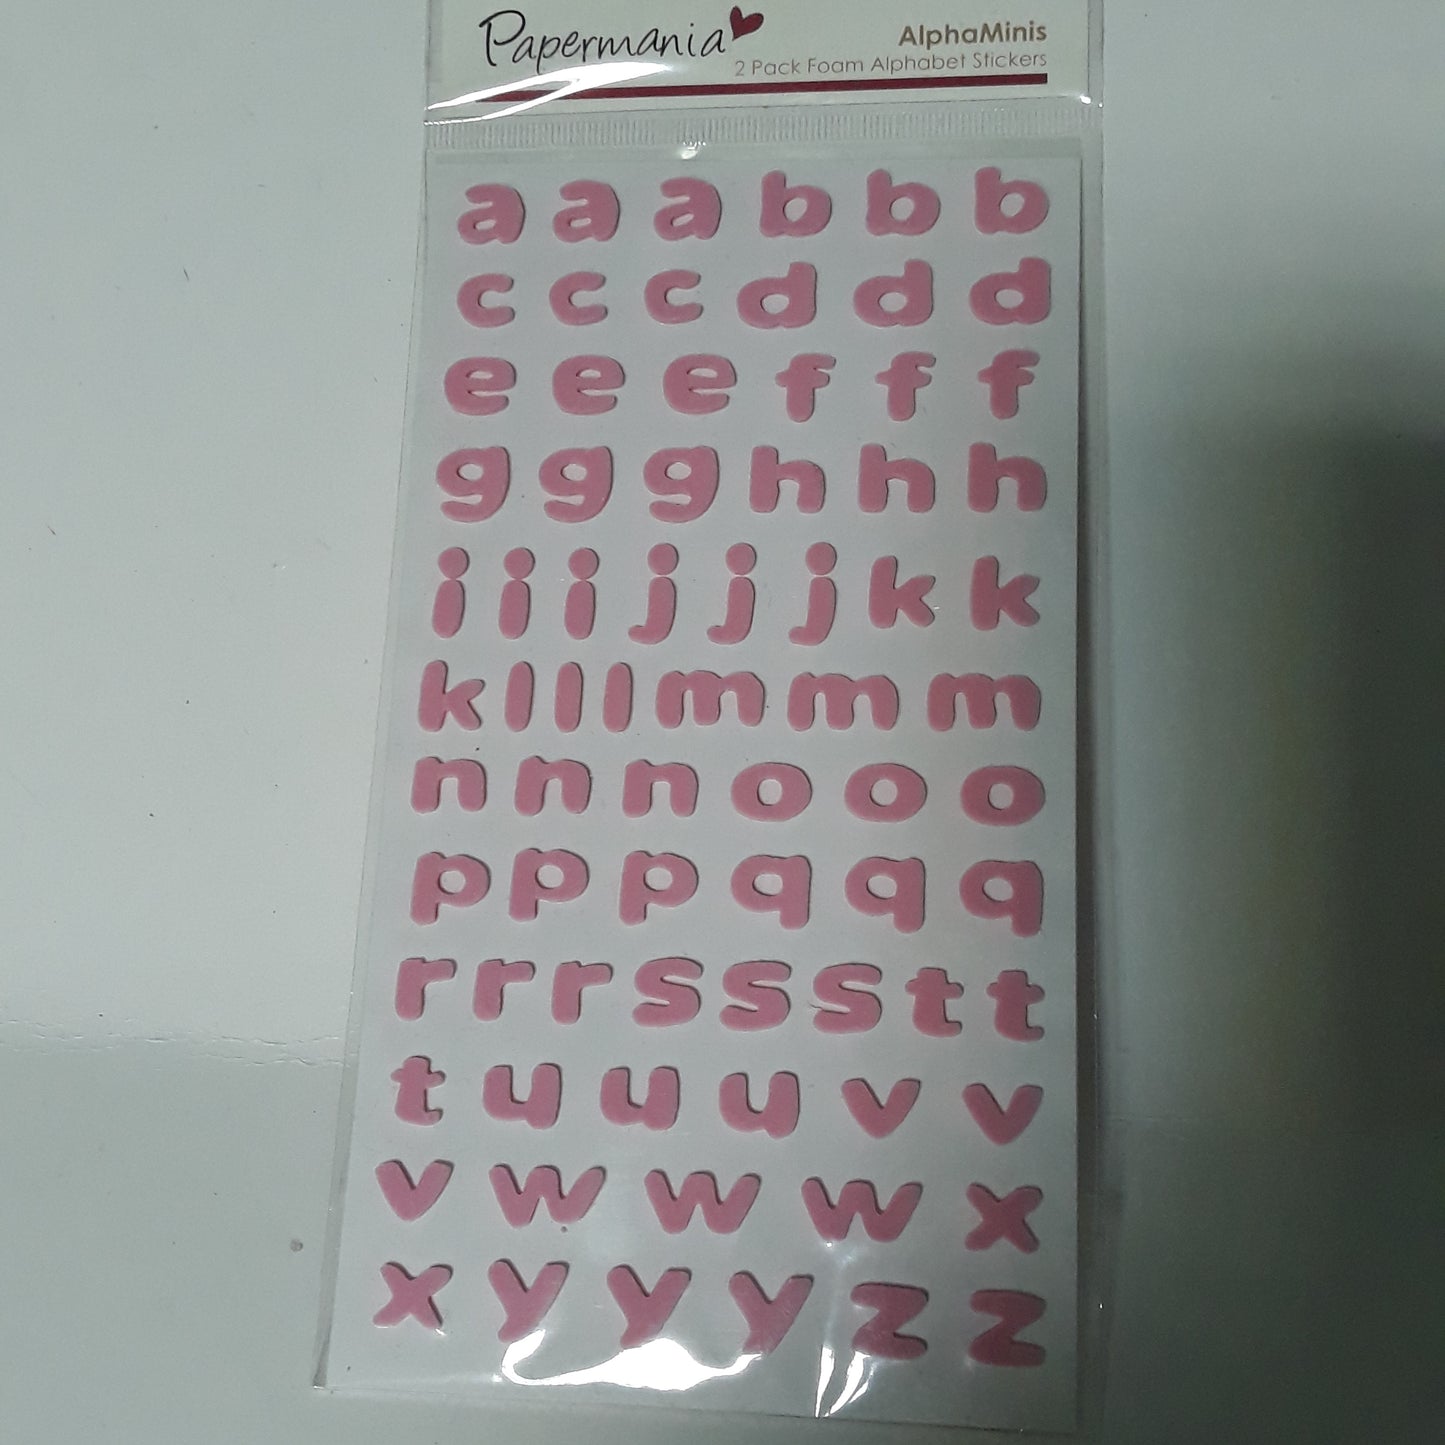 Papermania
AlphaMinis
2 Pack Foam Alphabet Stickers
a a a b b b
c c c d d d
e e e f f f
g g g h h h
i i i j j j k k
k l l l m m m
n n n o o o
p p p q q q
r r r s s s t t
t u u u v v
v w w w x
x y y y z z